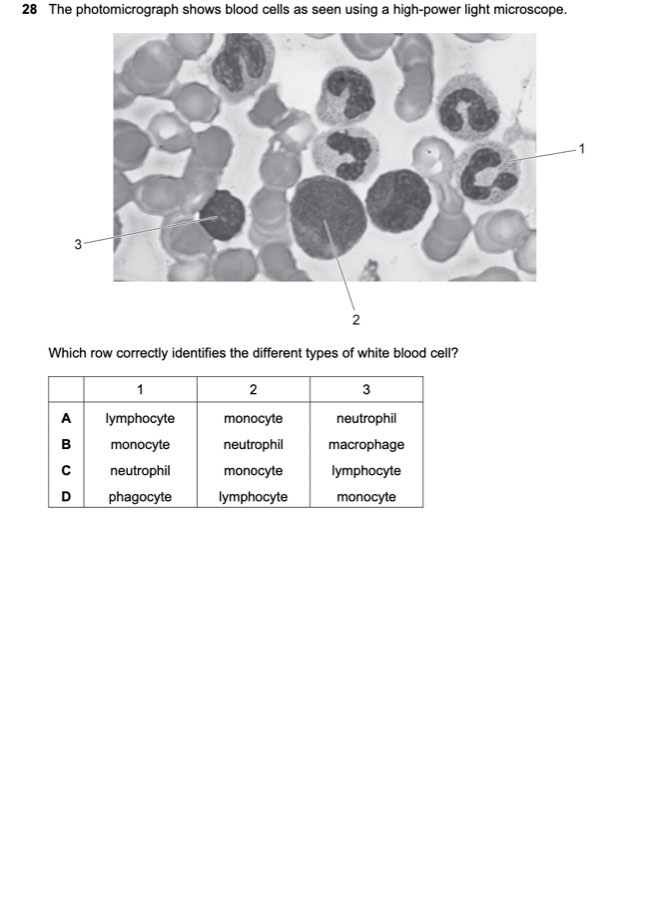 28 The photomicrograph shows blood cells as seen using a high-power light microscope.
1
3
2
Which row correctly identifies the different types of white blood cell?
1 2 3
A lymphocyte monocyte neutrophil
B monocyte neutrophil macrophage
C neutrophil monocyte lymphocyte
D phagocyte lymphocyte monocyte